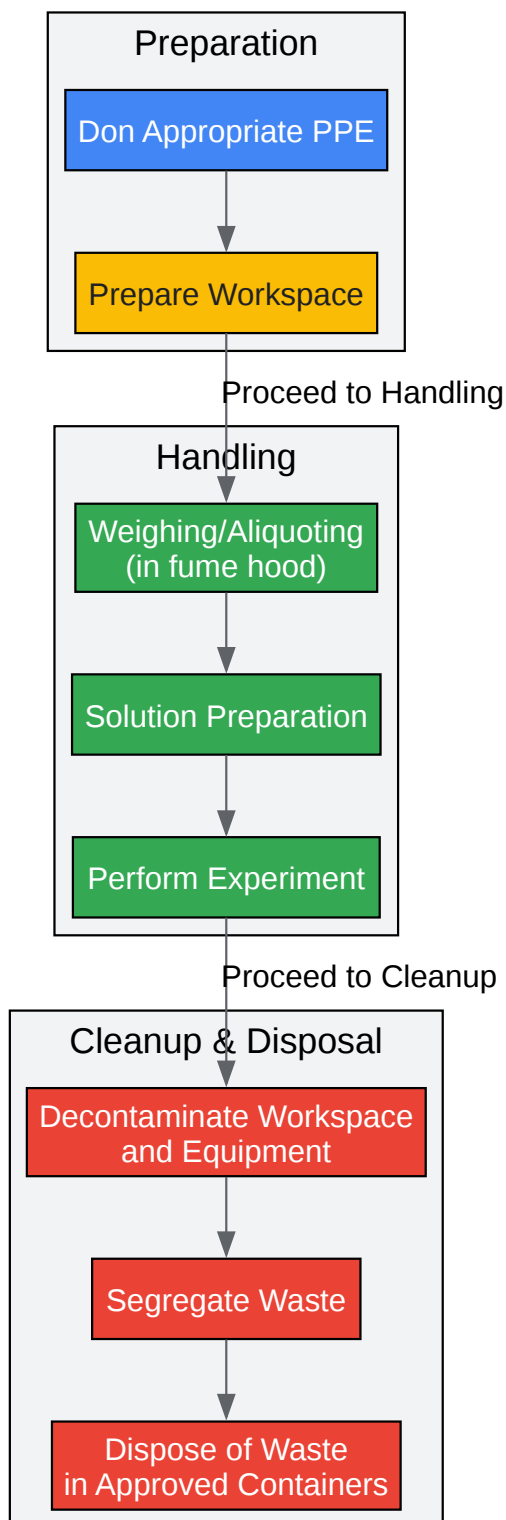 Preparation
Don Appropriate PPE
Prepare Workspace
Proceed to Handling
Handling
Weighing/Aliquoting
(in fume hood)
Solution Preparation
Perform Experiment
Proceed to Cleanup
Cleanup & Disposal
Decontaminate Workspace
and Equipment
Segregate Waste
Dispose of Waste
in Approved Containers